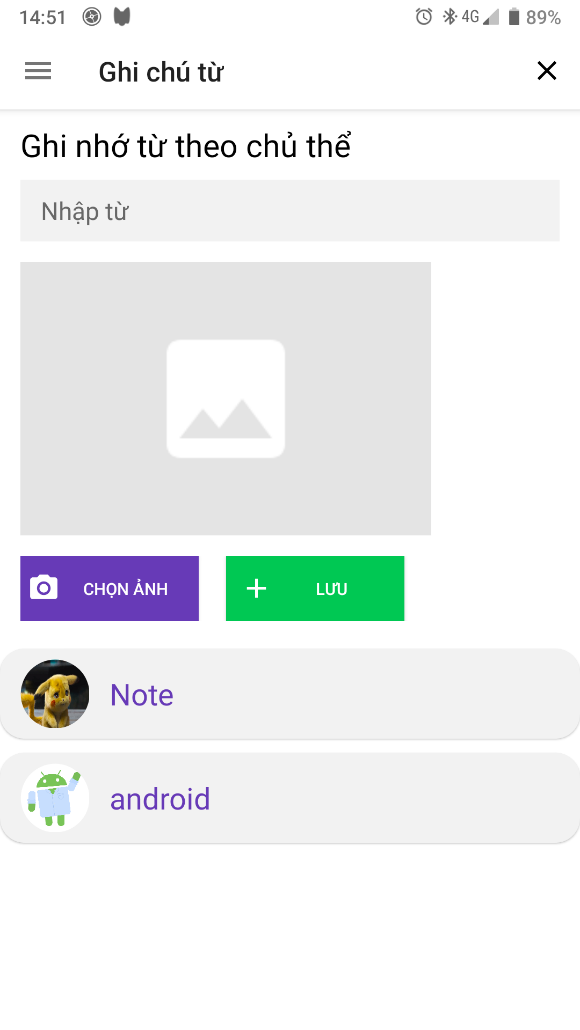 14:51 4G 89%
Ghi chú từ
Ghi nhớ từ theo chủ thể
Nhập từ
CHỌN ẢNH LƯU
Note
android